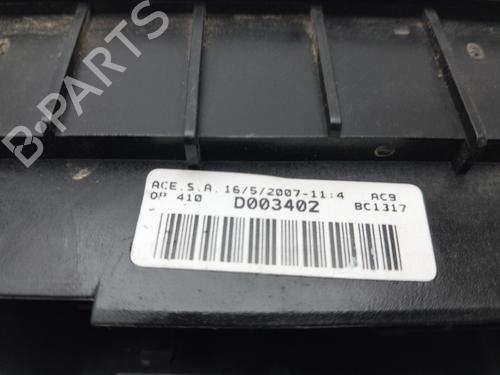 B-PARTS
ACE.S.A. 16/5/2007-11:4 AC9
OP 410 D003402 BC1317